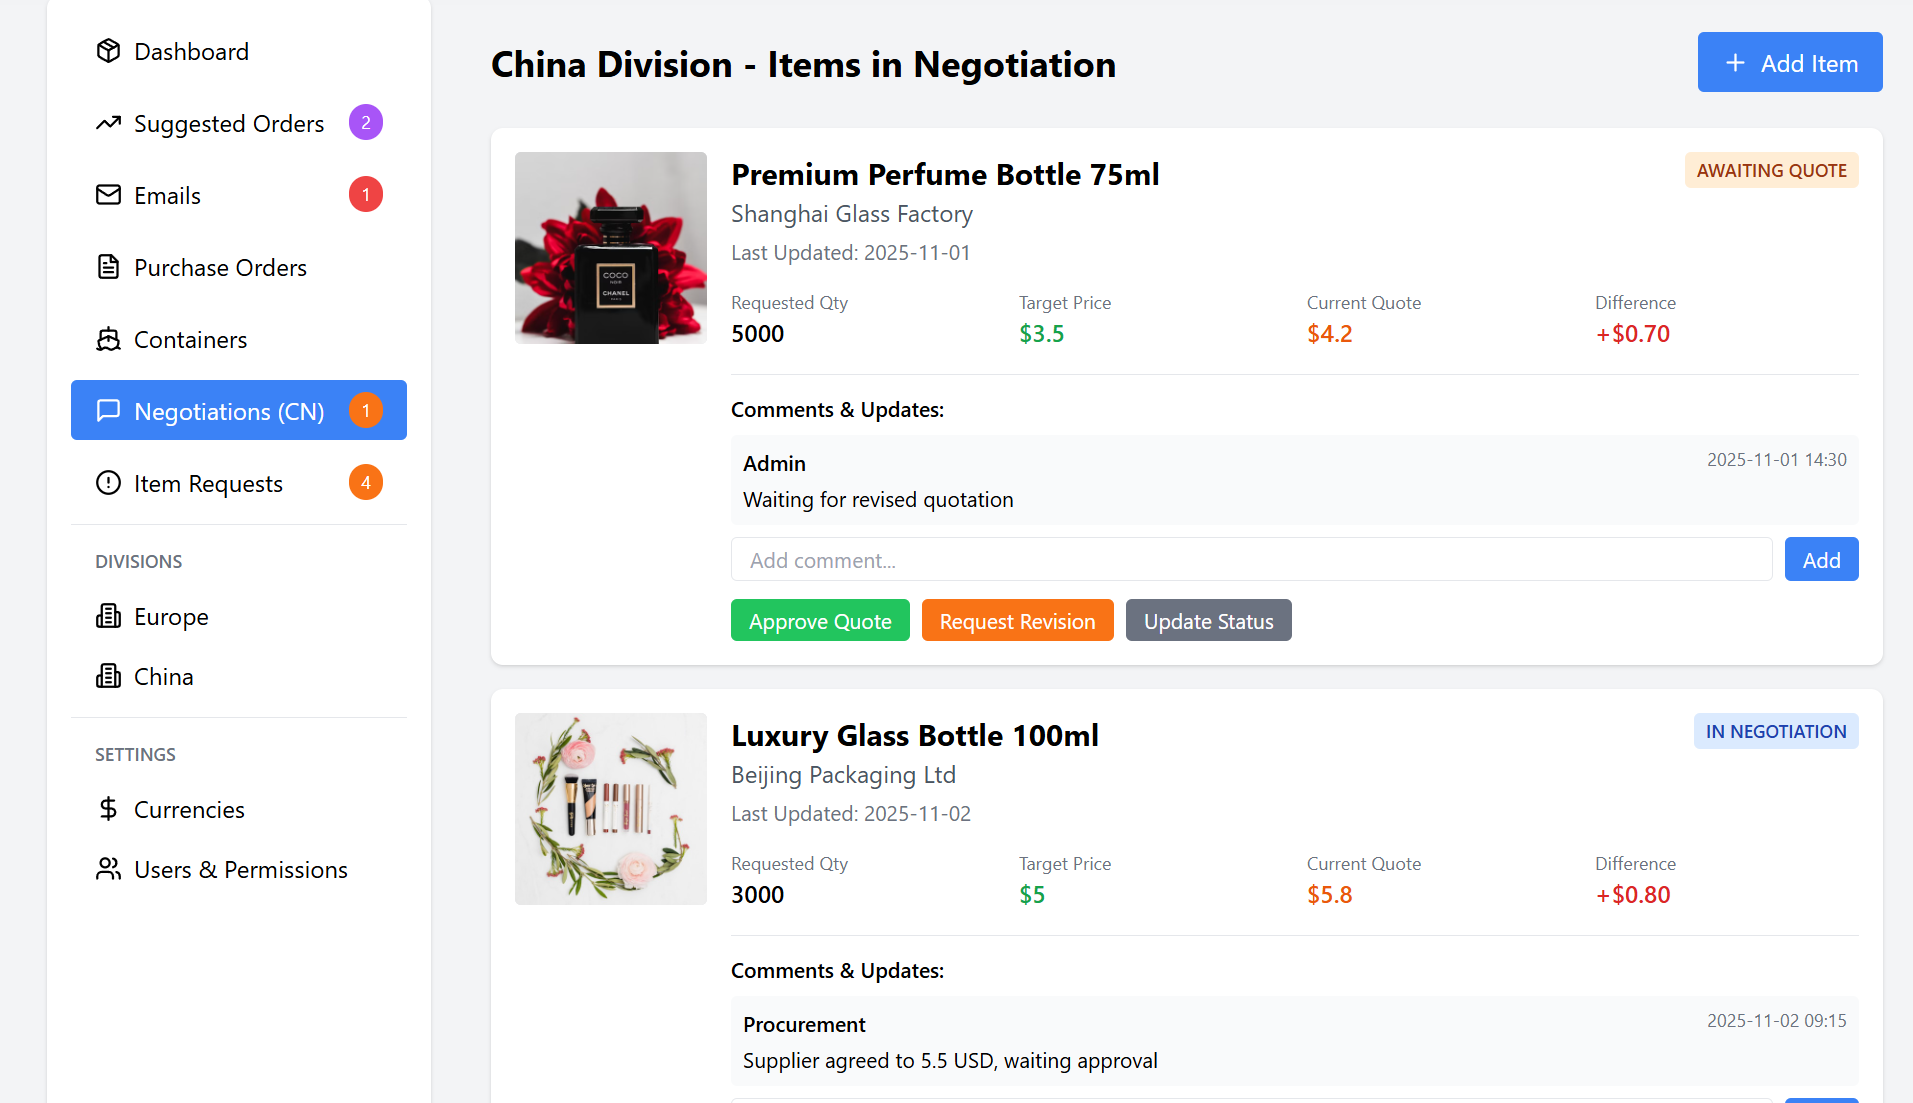 Dashboard
Suggested Orders 2
Emails 1
Purchase Orders
Containers
Negotiations (CN) 1
Item Requests 4
DIVISIONS
Europe
China
SETTINGS
Currencies
Users & Permissions
China Division - Items in Negotiation
+ Add Item
COCO
NOIR
CHANEL
PARIS
Premium Perfume Bottle 75ml
AWAITING QUOTE
Shanghai Glass Factory
Last Updated: 2025-11-01
Requested Qty Target Price Current Quote Difference
5000 $3.5 $4.2 +$0.70
Comments & Updates:
Admin 2025-11-01 14:30
Waiting for revised quotation
Add comment... Add
Approve Quote Request Revision Update Status
Luxury Glass Bottle 100ml
IN NEGOTIATION
Beijing Packaging Ltd
Last Updated: 2025-11-02
Requested Qty Target Price Current Quote Difference
3000 $5 $5.8 +$0.80
Comments & Updates:
Procurement 2025-11-02 09:15
Supplier agreed to 5.5 USD, waiting approval